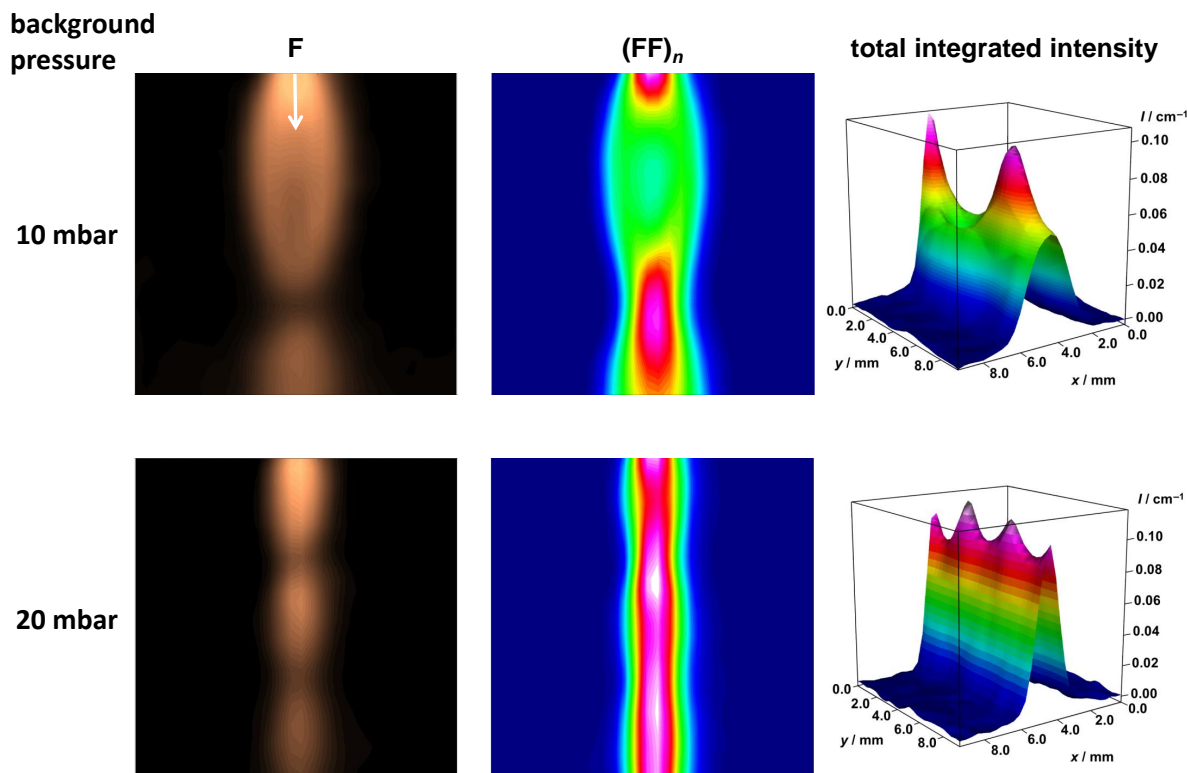 background
pressure
F
(FF)n
total integrated intensity
10 mbar
I / cm⁻¹
0.10
0.08
0.06
0.04
0.02
0.00
0.0
2.0
4.0
6.0
8.0
y / mm
8.0
6.0
4.0
2.0
0.0
x / mm
20 mbar
I / cm⁻¹
0.10
0.08
0.06
0.04
0.02
0.00
0.0
2.0
4.0
6.0
8.0
y / mm
8.0
6.0
4.0
2.0
0.0
x / mm